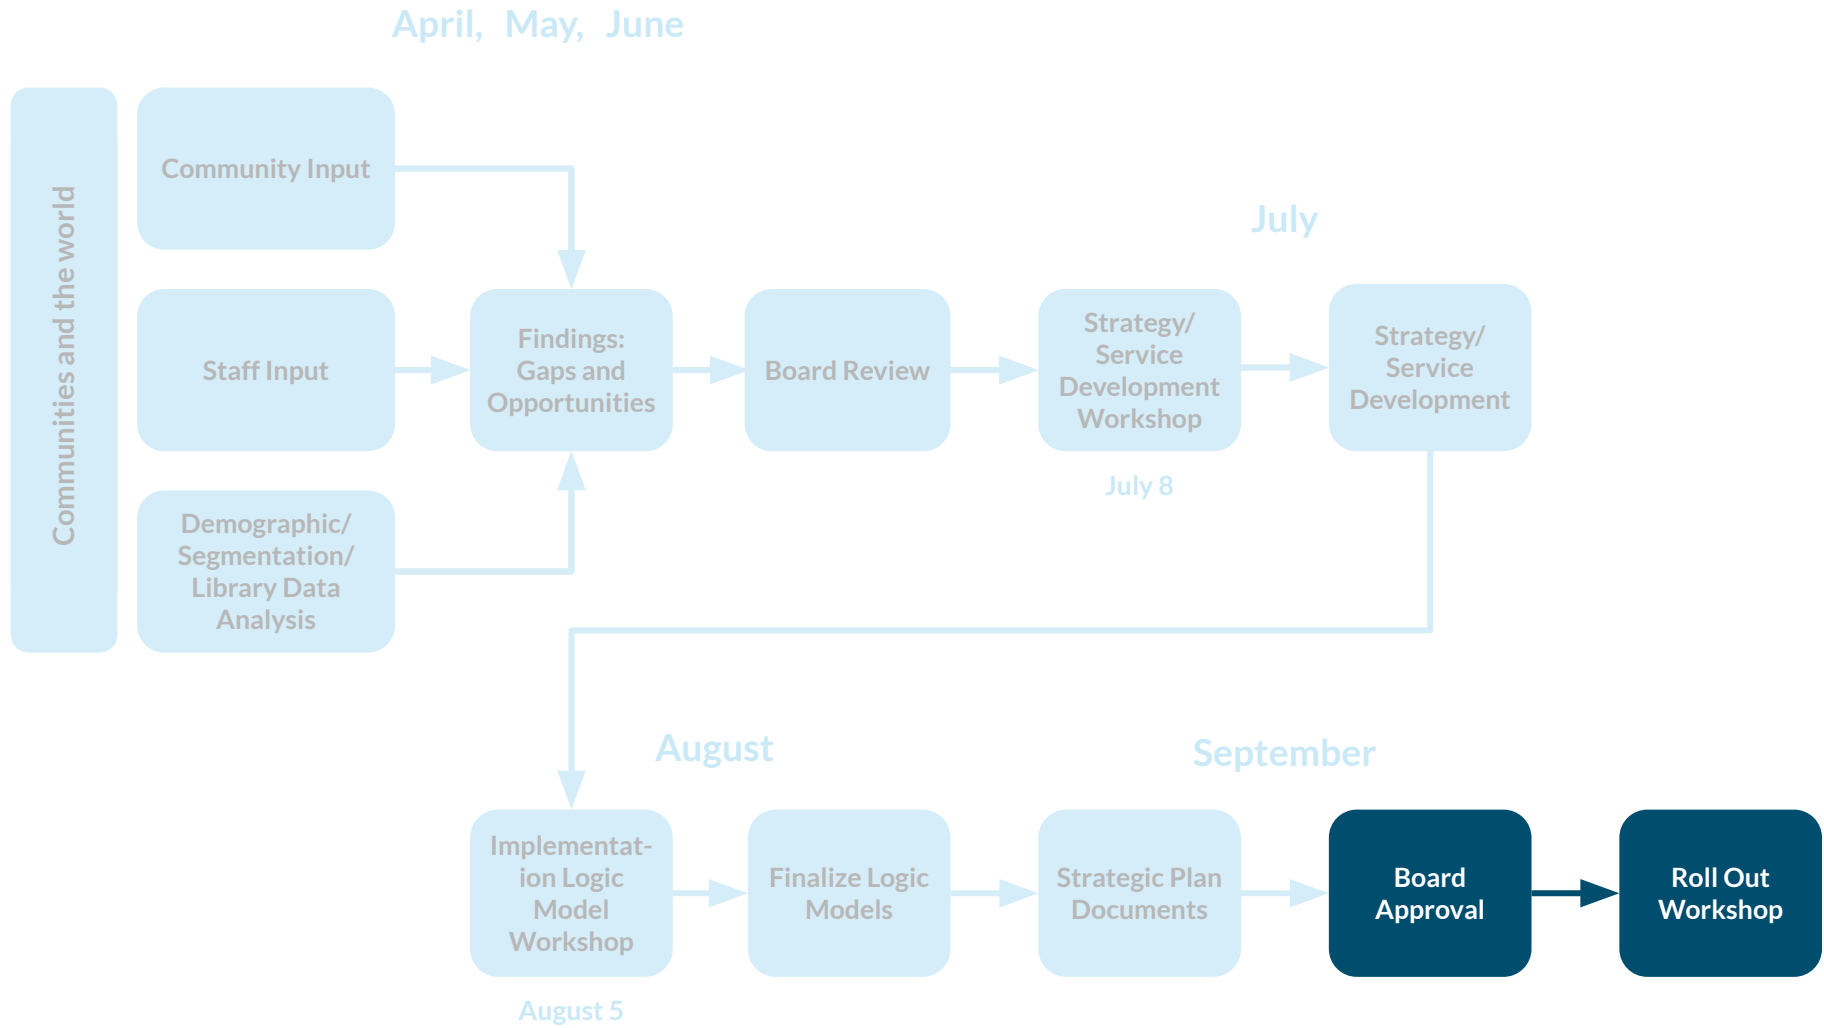 April, May, June
Communities and the world
Community Input
July
Staff Input
Findings:
Gaps and
Opportunities
Board Review
Strategy/
Service
Development
Workshop
Strategy/
Service
Development
July 8
Demographic/
Segmentation/
Library Data
Analysis
August
September
Implementat-
ion Logic
Model
Workshop
Finalize Logic
Models
Strategic Plan
Documents
Board
Approval
Roll Out
Workshop
August 5